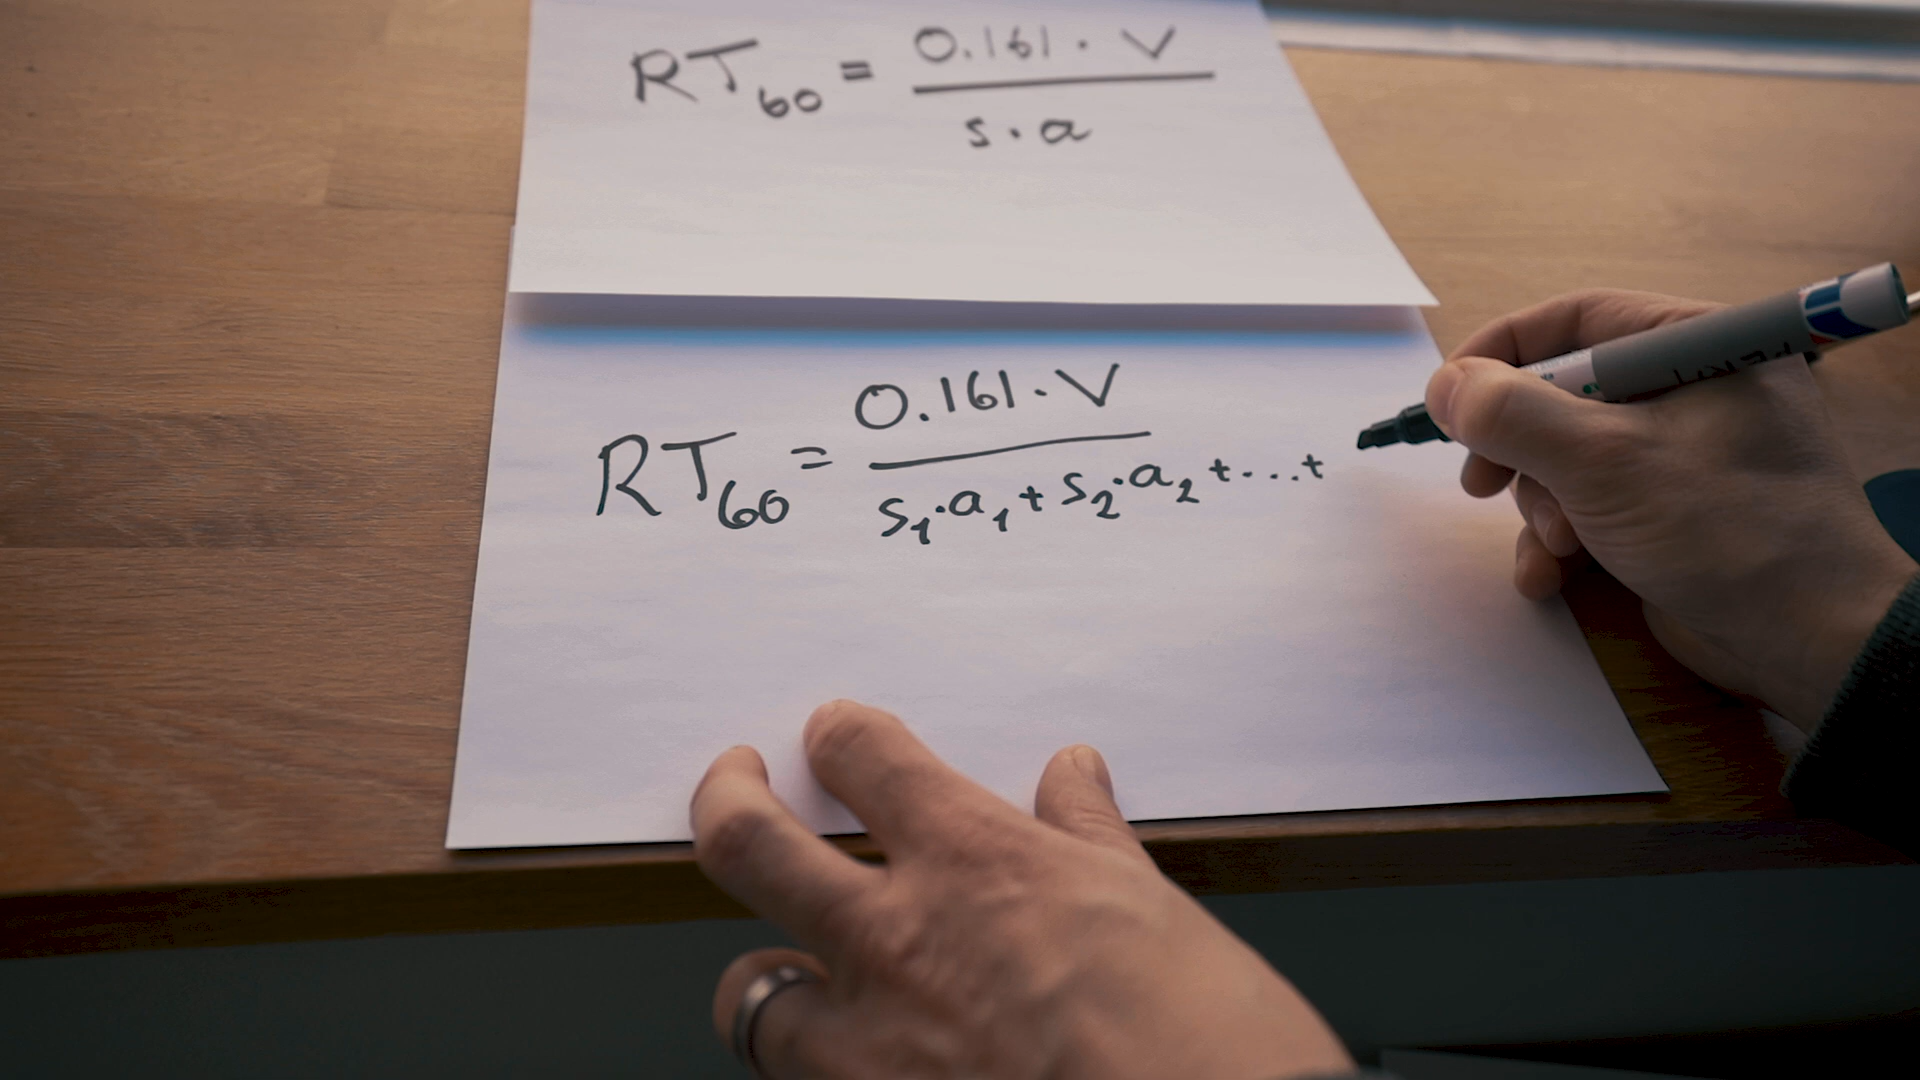 RT60 = 0.161 · V
s · a
RT60 = 0.161 · V
s1·a1 + s2·a2 + ... +